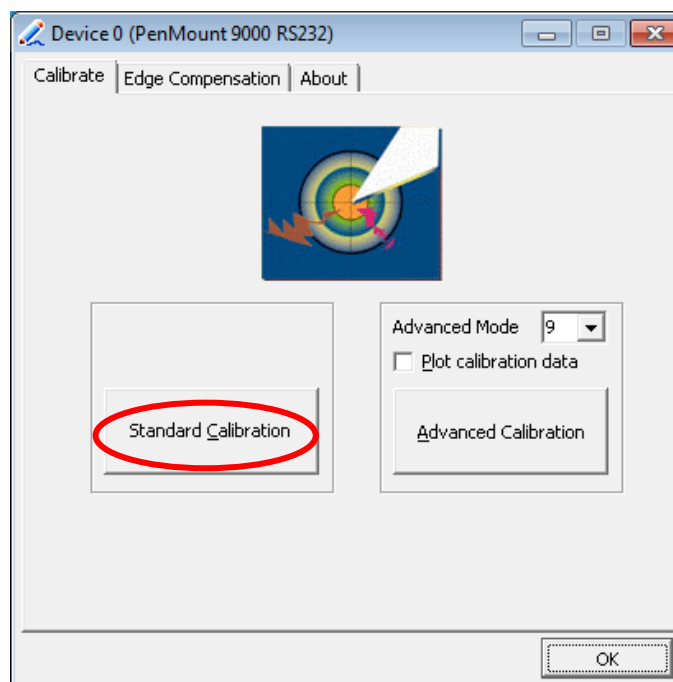 Device 0 (PenMount 9000 RS232)
Calibrate Edge Compensation About
Advanced Mode 9
Plot calibration data
Standard Calibration Advanced Calibration
OK